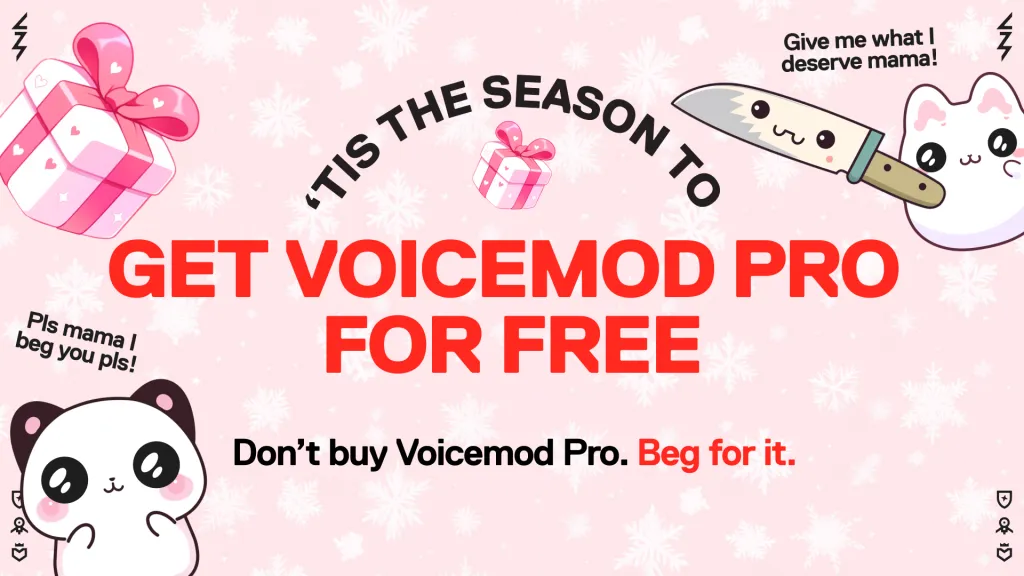 Give me what I
deserve mama!
‘TIS THE SEASON TO
GET VOICEMOD PRO
FOR FREE
Pls mama I
beg you pls!
Don’t buy Voicemod Pro. Beg for it.